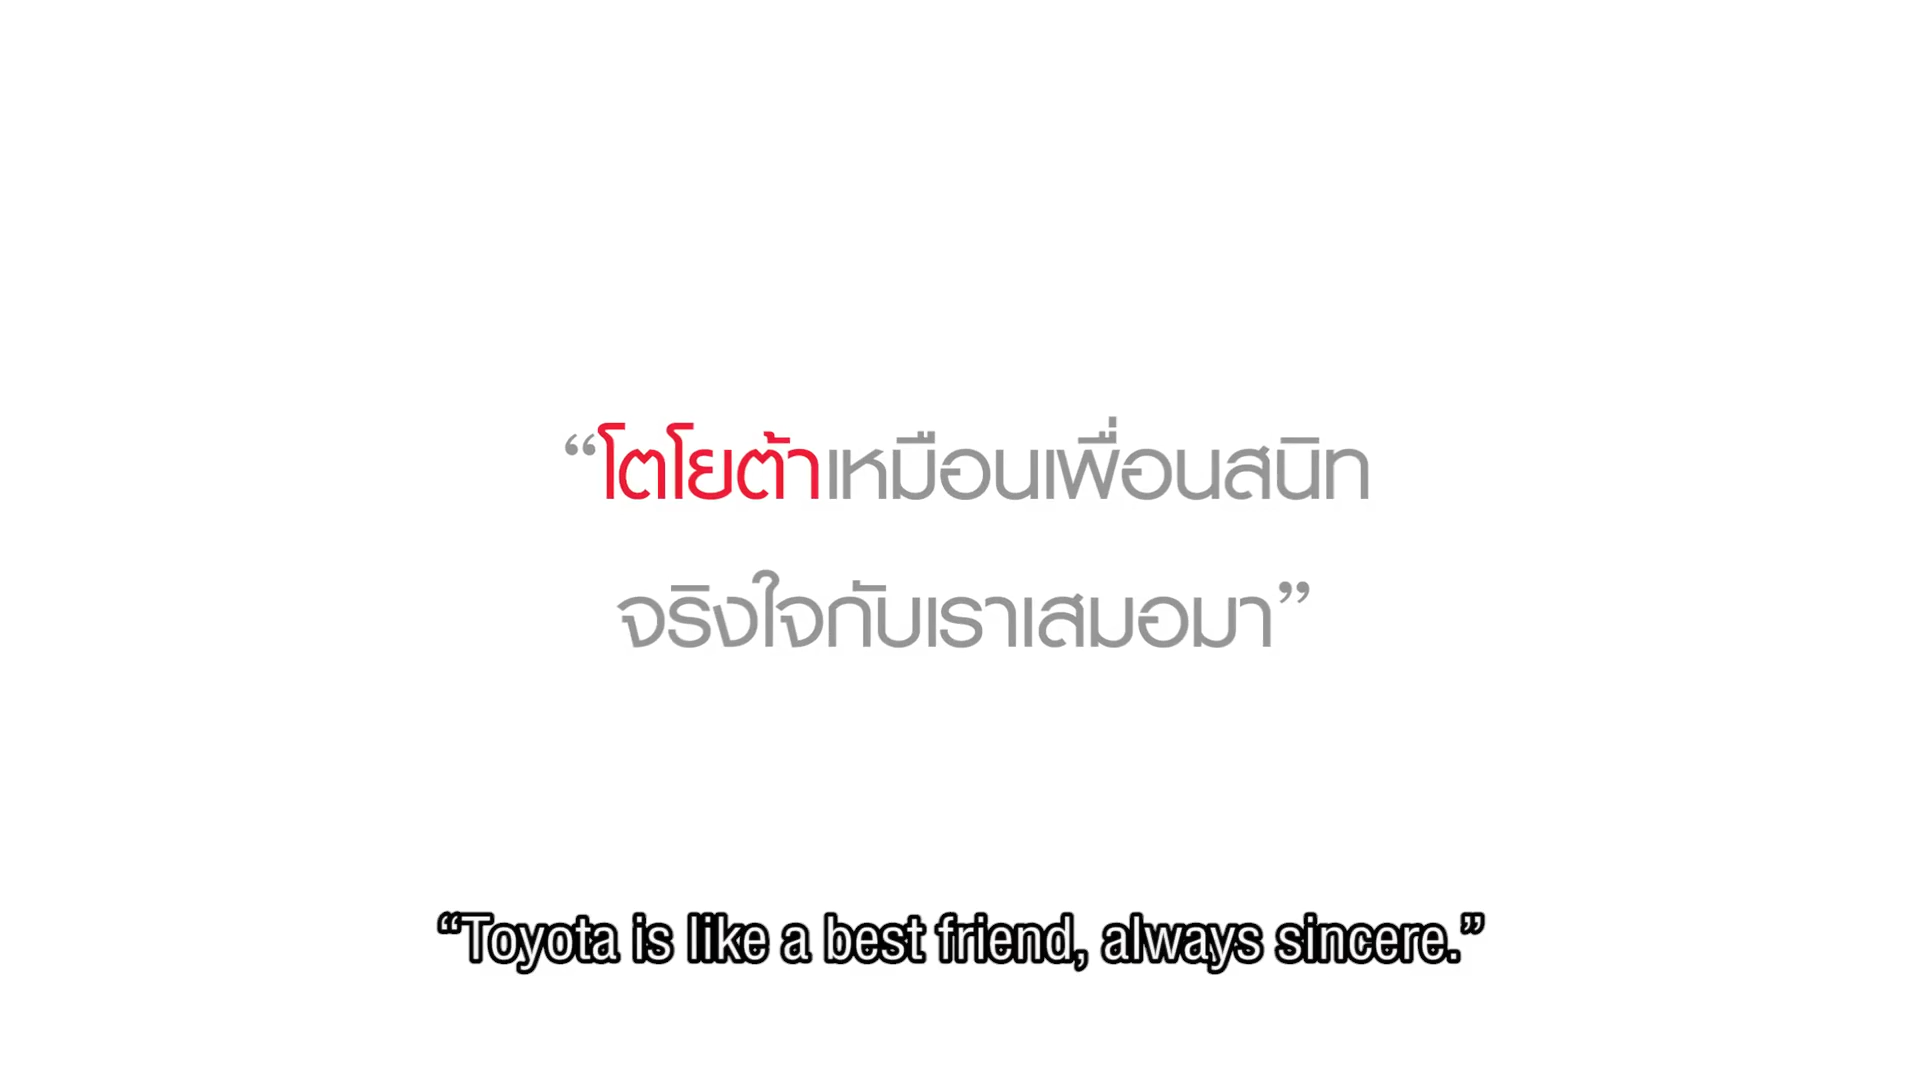 “โตโยต้าเหมือนเพื่อนสนิท
จริงใจกับเราเสมอมา”
“Toyota is like a best friend, always sincere.”